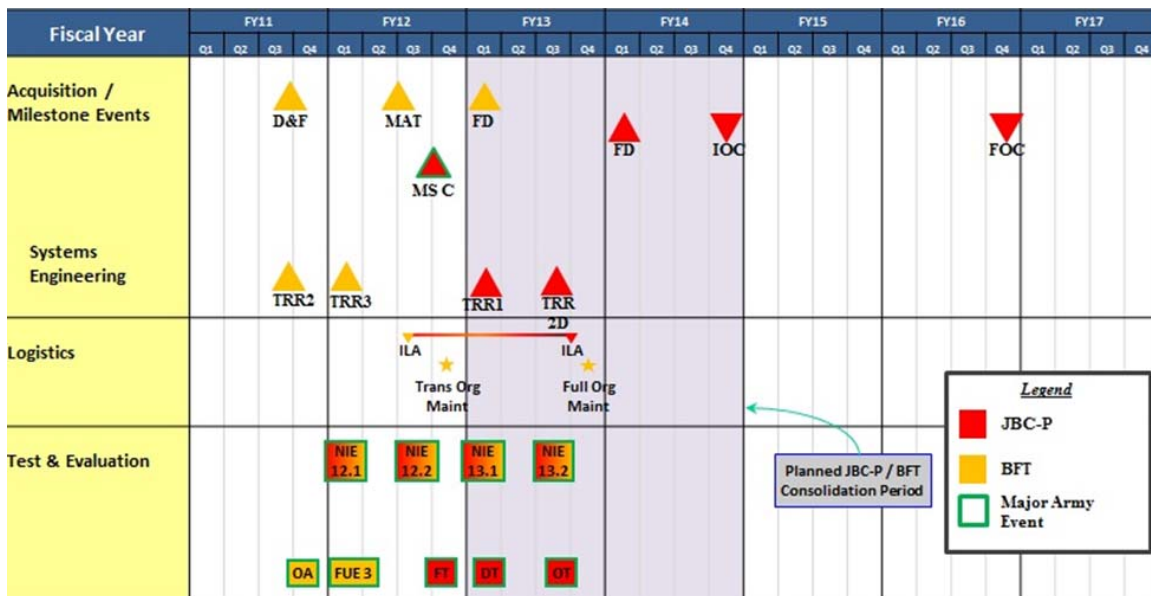 Fiscal Year
FY11 FY12 FY13 FY14 FY15 FY16 FY17
Q1 Q2 Q3 Q4 Q1 Q2 Q3 Q4 Q1 Q2 Q3 Q4 Q1 Q2 Q3 Q4 Q1 Q2 Q3 Q4 Q1 Q2 Q3 Q4 Q1 Q2 Q3 Q4
Acquisition /
Milestone Events
D&F MAT FD
FD IOC FOC
MS C
Systems
Engineering
TRR2 TRR3 TRR1 TRR
2D
Logistics
ILA ILA
Trans Org
Maint
Full Org
Maint
Test & Evaluation
NIE
12.1
NIE
12.2
NIE
13.1
NIE
13.2
OA FUE 3 FT DT OT
Planned JBC-P / BFT
Consolidation Period
Legend
JBC-P
BFT
Major Army
Event